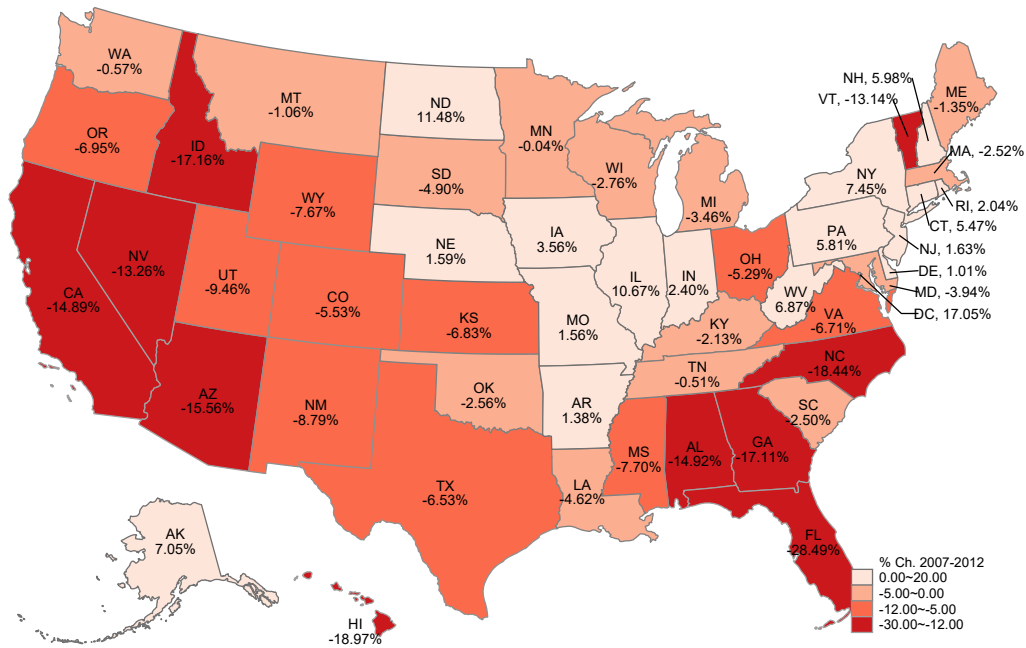 WA
-0.57%
MT
-1.06%
ND
11.48%
MN
-0.04%
NH, 5.98%
VT, -13.14%
ME
-1.35%
OR
-6.95%
ID
-17.16%
SD
-4.90%
WI
-2.76%
MI
-3.46%
NY
7.45%
MA, -2.52%
RI, 2.04%
CT, 5.47%
WY
-7.67%
NE
1.59%
IA
3.56%
PA
5.81%
NJ, 1.63%
DE, 1.01%
MD, -3.94%
DC, 17.05%
NV
-13.26%
UT
-9.46%
CA
-14.89%
CO
-5.53%
KS
-6.83%
MO
1.56%
IL
10.67%
IN
2.40%
OH
-5.29%
WV
6.87%
VA
-6.71%
KY
-2.13%
NC
-18.44%
TN
-0.51%
AZ
-15.56%
NM
-8.79%
OK
-2.56%
AR
1.38%
SC
-2.50%
MS
-7.70%
AL
-14.92%
GA
-17.11%
TX
-6.53%
LA
-4.62%
FL
-28.49%
AK
7.05%
HI
-18.97%
% Ch. 2007-2012
0.00~20.00
-5.00~0.00
-12.00~-5.00
-30.00~-12.00